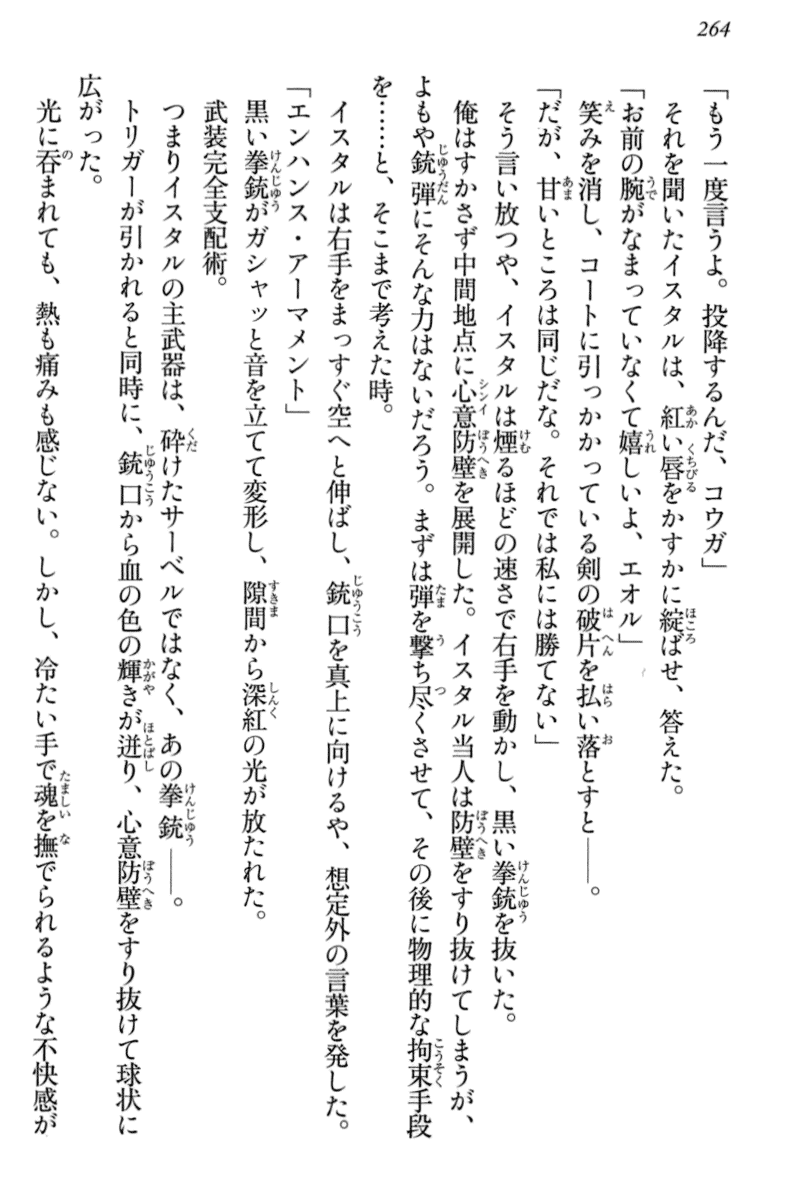 264
「もう一度言うよ。投降するんだ、コウガ」
それを聞いたイスタルは、紅い唇をかすかに綻ばせ、答えた。
「お前の腕がなまっていなくて嬉しいよ、エオル」
笑みを消し、コートに引っかかっている剣の破片を払い落とすと――。
「だが、甘いところは同じだな。それでは私には勝てない」
そう言い放つや、イスタルは煙るほどの速さで右手を動かし、黒い拳銃を抜いた。
俺はすかさず中間地点に心意防壁を展開した。イスタル当人は防壁をすり抜けてしまうが、
よもや銃弾にそんな力はないだろう。まずは弾を撃ち尽くさせて、その後に物理的な拘束手段
を……と、そこまで考えた時。
イスタルは右手をまっすぐ空へと伸ばし、銃口を真上に向けるや、想定外の言葉を発した。
「エンハンス・アーマメント」
黒い拳銃がガシャッと音を立てて変形し、隙間から深紅の光が放たれた。
武装完全支配術。
つまりイスタルの主武器は、砕けたサーベルではなく、あの拳銃――。
トリガーが引かれると同時に、銃口から血の色の輝きが迸り、心意防壁をすり抜けて球状に
広がった。
光に呑まれても、熱も痛みも感じない。しかし、冷たい手で魂を撫でられるような不快感が